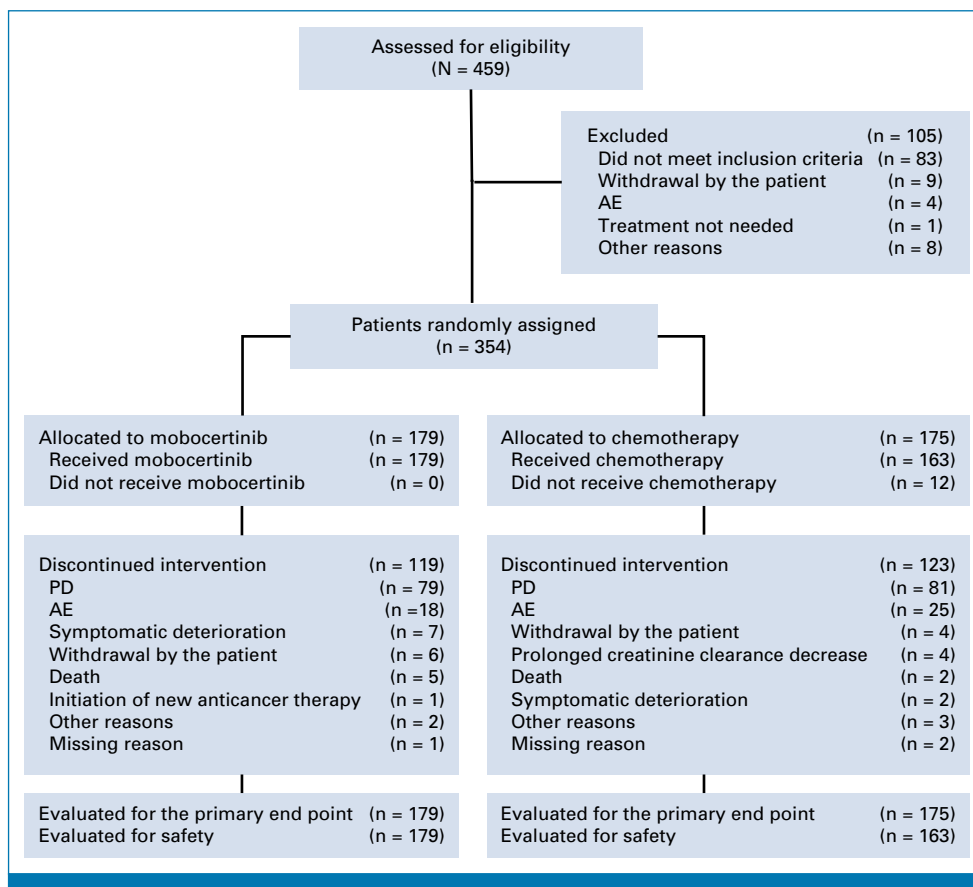 Assessed for eligibility
(N = 459)
Excluded (n = 105)
Did not meet inclusion criteria (n = 83)
Withdrawal by the patient (n = 9)
AE (n = 4)
Treatment not needed (n = 1)
Other reasons (n = 8)
Patients randomly assigned
(n = 354)
Allocated to mobocertinib (n = 179)
Received mobocertinib (n = 179)
Did not receive mobocertinib (n = 0)
Allocated to chemotherapy (n = 175)
Received chemotherapy (n = 163)
Did not receive chemotherapy (n = 12)
Discontinued intervention (n = 119)
PD (n = 79)
AE (n =18)
Symptomatic deterioration (n = 7)
Withdrawal by the patient (n = 6)
Death (n = 5)
Initiation of new anticancer therapy (n = 1)
Other reasons (n = 2)
Missing reason (n = 1)
Discontinued intervention (n = 123)
PD (n = 81)
AE (n = 25)
Withdrawal by the patient (n = 4)
Prolonged creatinine clearance decrease (n = 4)
Death (n = 2)
Symptomatic deterioration (n = 2)
Other reasons (n = 3)
Missing reason (n = 2)
Evaluated for the primary end point (n = 179)
Evaluated for safety (n = 179)
Evaluated for the primary end point (n = 175)
Evaluated for safety (n = 163)